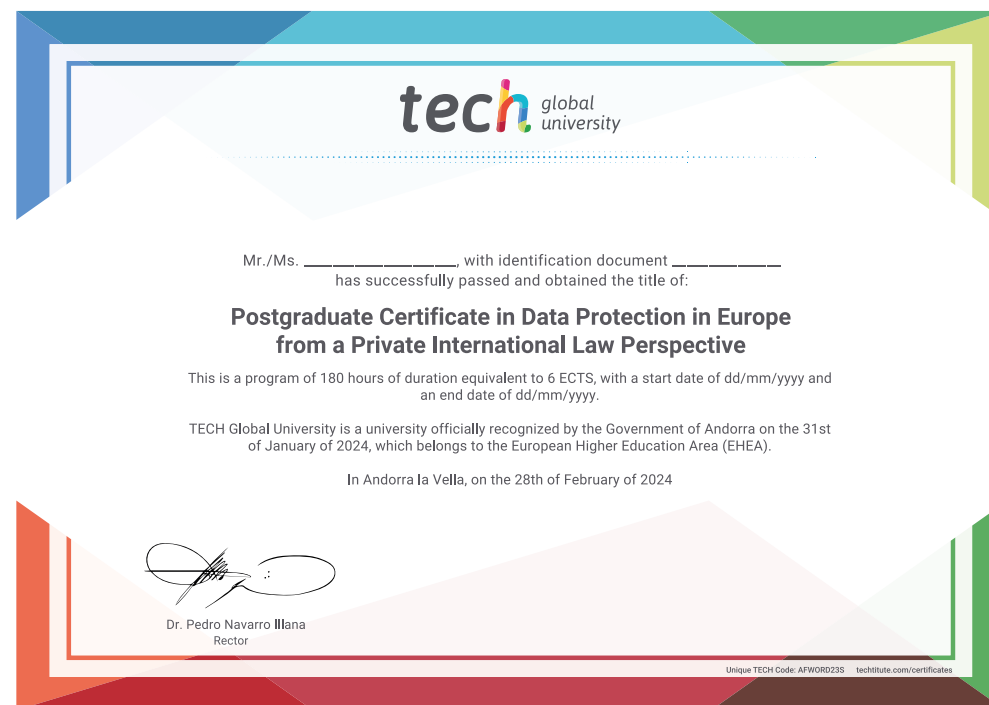 tech global university
Mr./Ms. __________________, with identification document _____________
has successfully passed and obtained the title of:
Postgraduate Certificate in Data Protection in Europe
from a Private International Law Perspective
This is a program of 180 hours of duration equivalent to 6 ECTS, with a start date of dd/mm/yyyy and
an end date of dd/mm/yyyy.
TECH Global University is a university officially recognized by the Government of Andorra on the 31st
of January of 2024, which belongs to the European Higher Education Area (EHEA).
In Andorra la Vella, on the 28th of February of 2024
Dr. Pedro Navarro Illana
Rector
Unique TECH Code: AFWORD23S techtitute.com/certificates